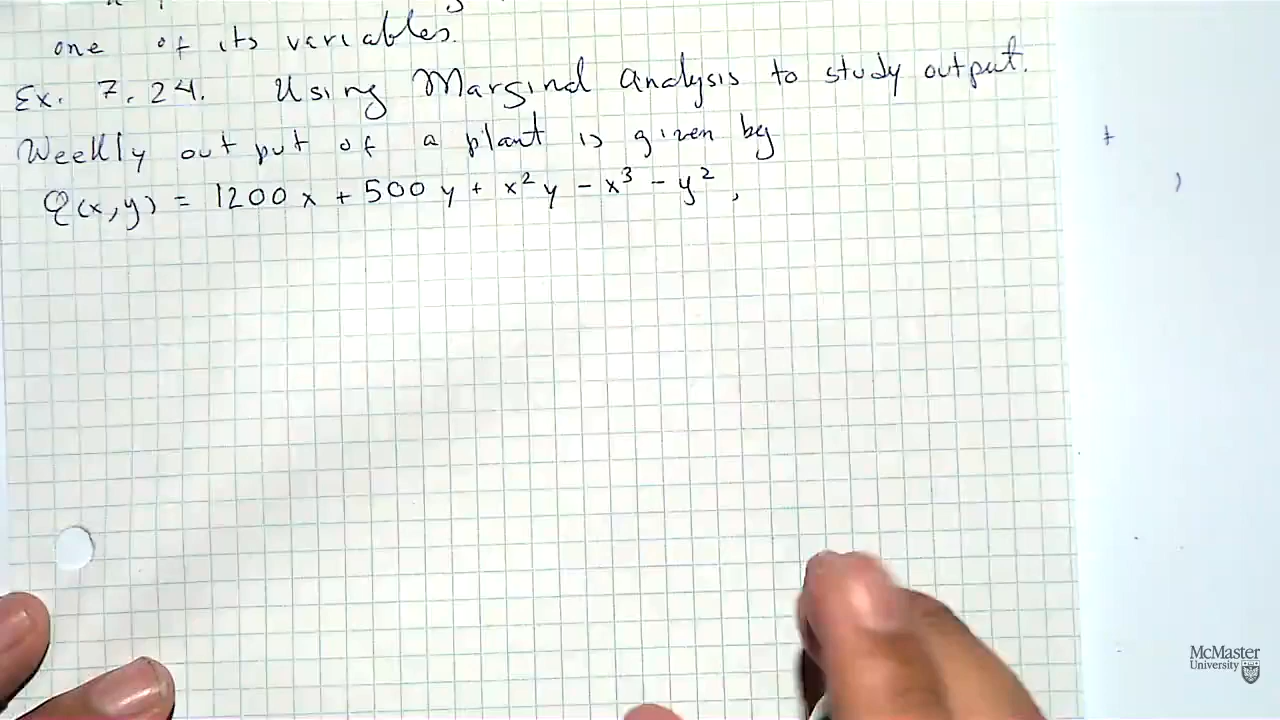 one of its variables.
Ex. 7.24. Using Marginal Analysis to study output.
Weekly output of a plant is given by
Q(x,y) = 1200x + 500y + x²y - x³ - y²,
McMaster
University